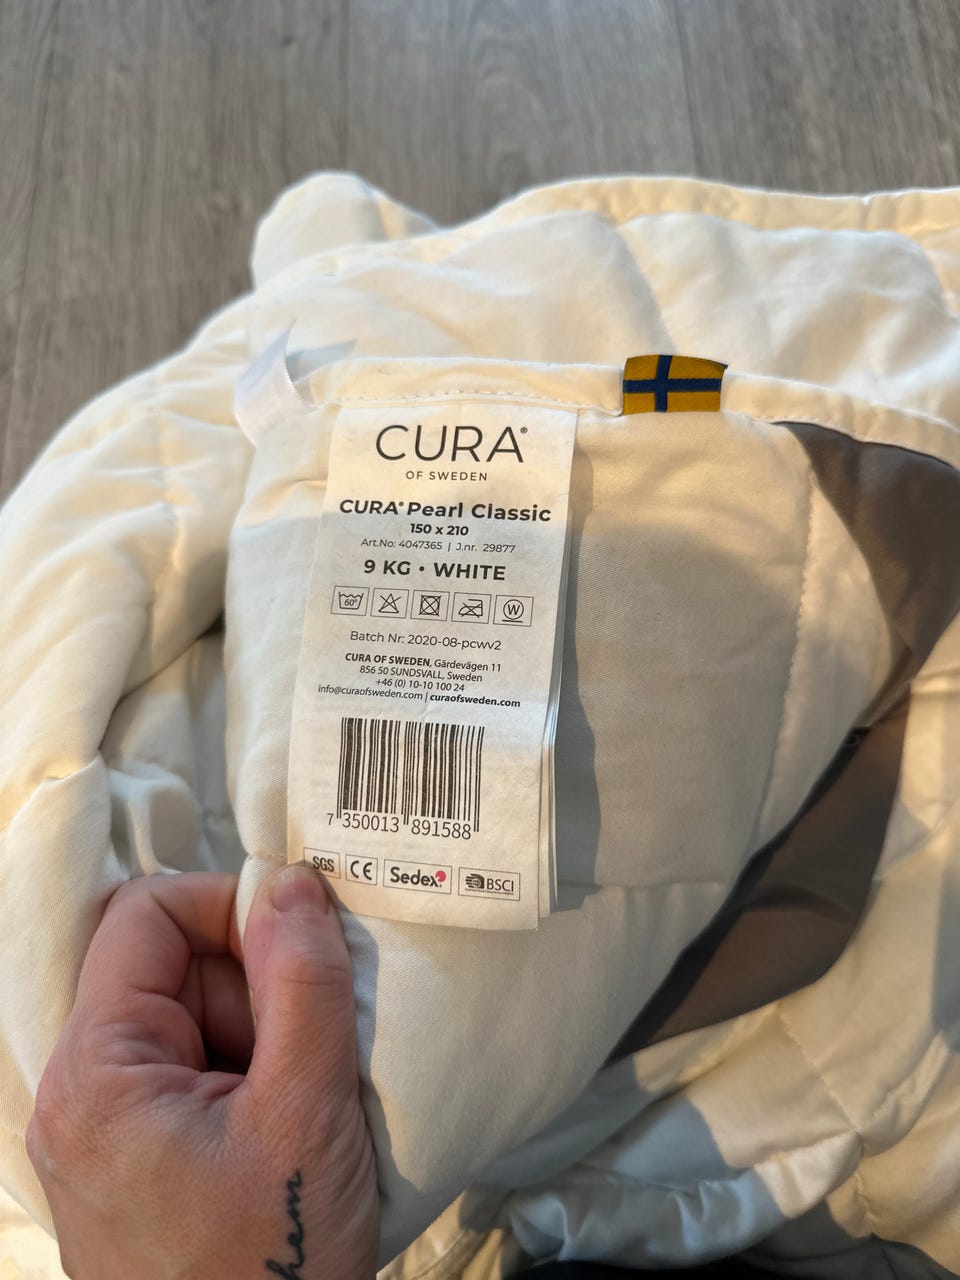 CURA®
OF SWEDEN
CURA® Pearl Classic
150 x 210
Art.No: 4047365 | J.nr. 29877
9 KG • WHITE
60°
W
Batch Nr: 2020-08-pcwv2
CURA OF SWEDEN, Gärdevägen 11
856 50 SUNDSVALL, Sweden
+46 (0) 10-10 100 24
info@curaofsweden.com | curaofsweden.com
7 350013 891588
SGS CE Sedex BSCI
hem